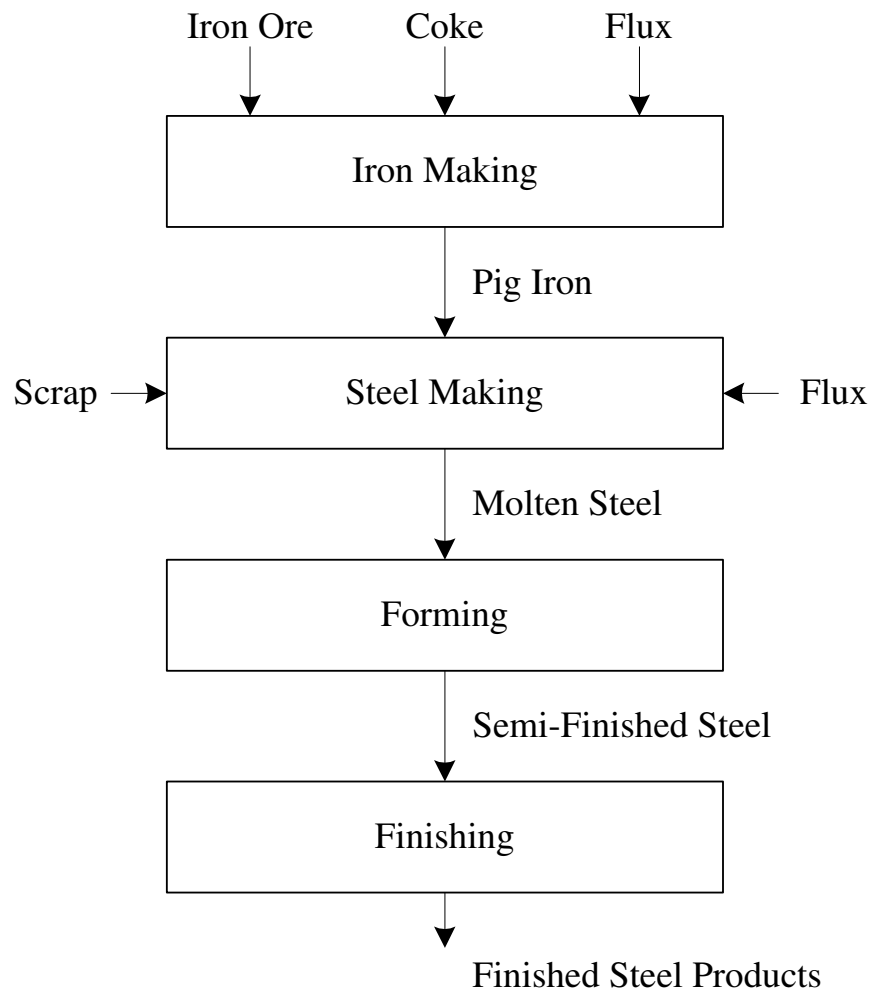 Iron Ore
Coke
Flux
Iron Making
Pig Iron
Scrap
Steel Making
Flux
Molten Steel
Forming
Semi-Finished Steel
Finishing
Finished Steel Products